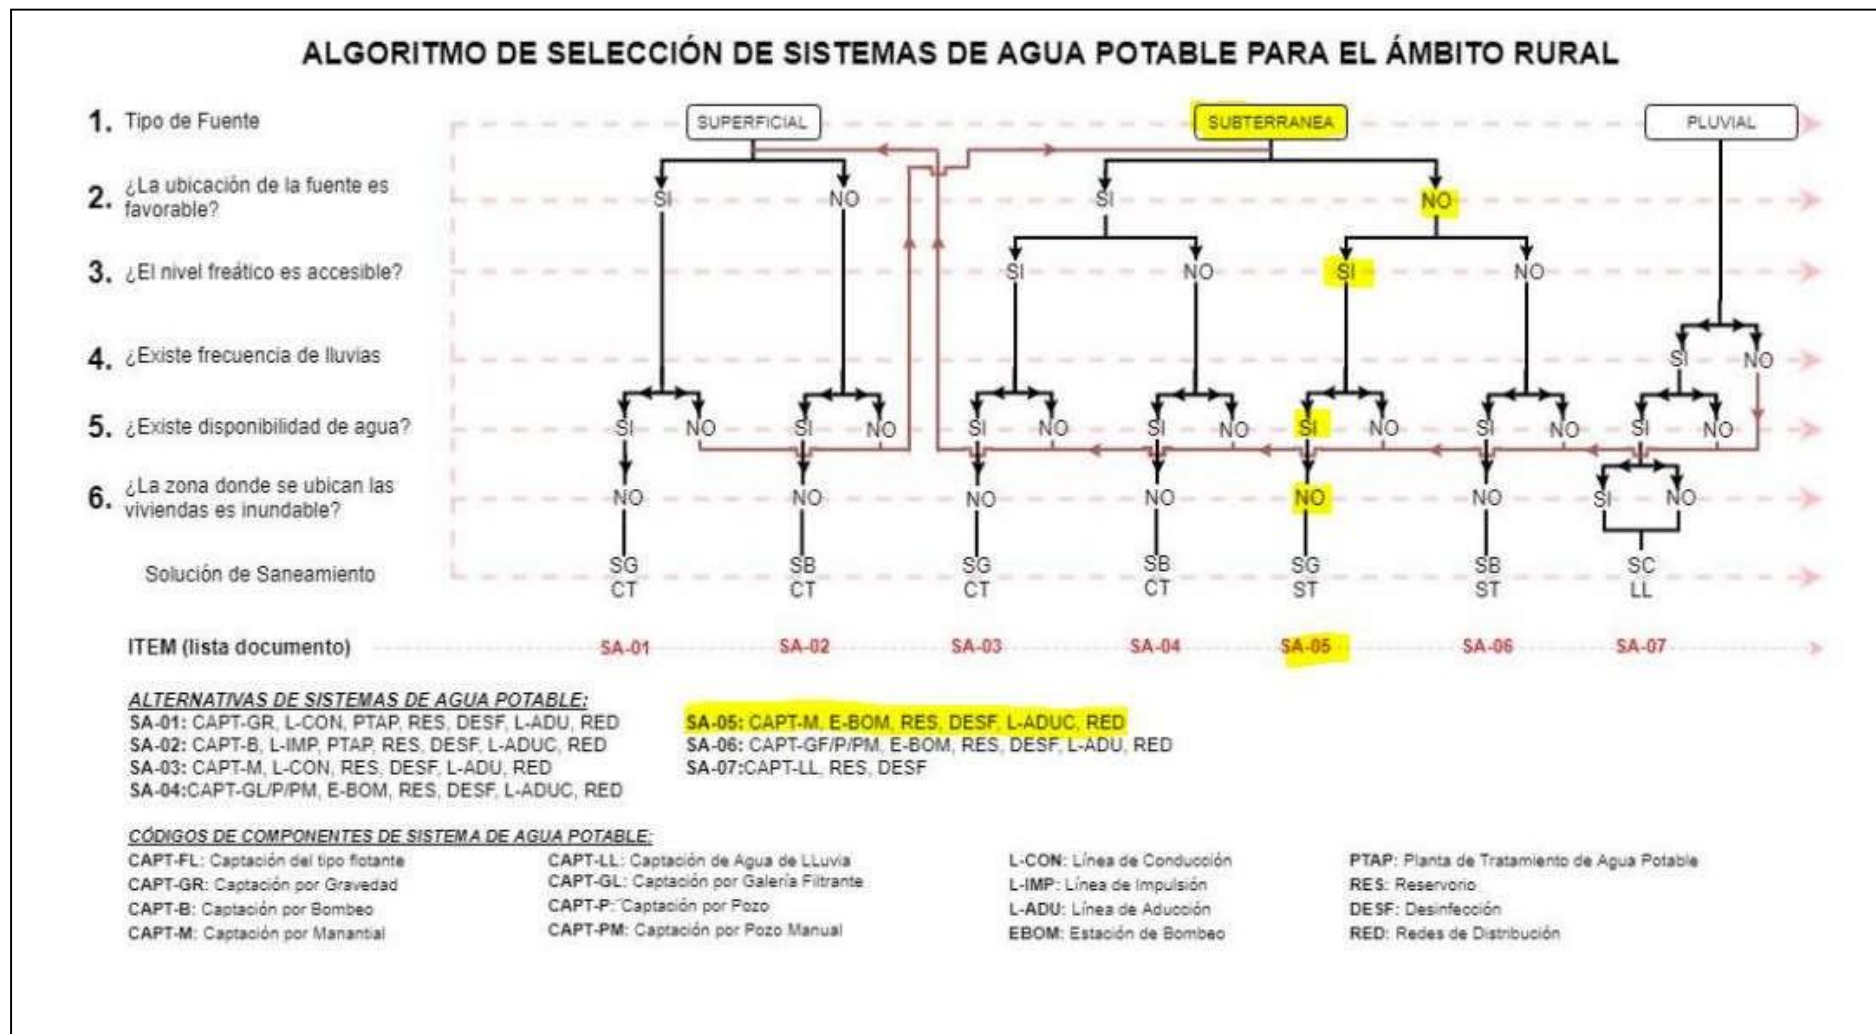 ALGORITMO DE SELECCIÓN DE SISTEMAS DE AGUA POTABLE PARA EL ÁMBITO RURAL
1. Tipo de Fuente SUPERFICIAL SUBTERRANEA PLUVIAL
2. ¿La ubicación de la fuente es
favorable? SI NO SI NO
3. ¿El nivel freático es accesible? SI NO SI NO
4. ¿Existe frecuencia de lluvias SI NO
5. ¿Existe disponibilidad de agua? SI NO SI NO SI NO SI NO SI NO SI NO SI NO
6. ¿La zona donde se ubican las
viviendas es inundable? NO NO NO NO NO NO SI NO
Solución de Saneamiento SG SB SG SB SG SB SC
CT CT CT CT ST ST LL
ITEM (lista documento) SA-01 SA-02 SA-03 SA-04 SA-05 SA-06 SA-07
ALTERNATIVAS DE SISTEMAS DE AGUA POTABLE:
SA-01: CAPT-GR, L-CON, PTAP, RES, DESF, L-ADU, RED
SA-02: CAPT-B, L-IMP, PTAP, RES, DESF, L-ADUC, RED
SA-03: CAPT-M, L-CON, RES, DESF, L-ADU, RED
SA-04:CAPT-GL/P/PM, E-BOM, RES, DESF, L-ADUC, RED
SA-05: CAPT-M, E-BOM, RES, DESF, L-ADUC, RED
SA-06: CAPT-GF/P/PM, E-BOM, RES, DESF, L-ADU, RED
SA-07:CAPT-LL, RES, DESF
CÓDIGOS DE COMPONENTES DE SISTEMA DE AGUA POTABLE:
CAPT-FL: Captación del tipo flotante
CAPT-GR: Captación por Gravedad
CAPT-B: Captación por Bombeo
CAPT-M: Captación por Manantial
CAPT-LL: Captación de Agua de LLuvia
CAPT-GL: Captación por Galería Filtrante
CAPT-P: Captación por Pozo
CAPT-PM: Captación por Pozo Manual
L-CON: Línea de Conducción
L-IMP: Línea de Impulsión
L-ADU: Línea de Aducción
EBOM: Estación de Bombeo
PTAP: Planta de Tratamiento de Agua Potable
RES: Reservorio
DESF: Desinfección
RED: Redes de Distribución